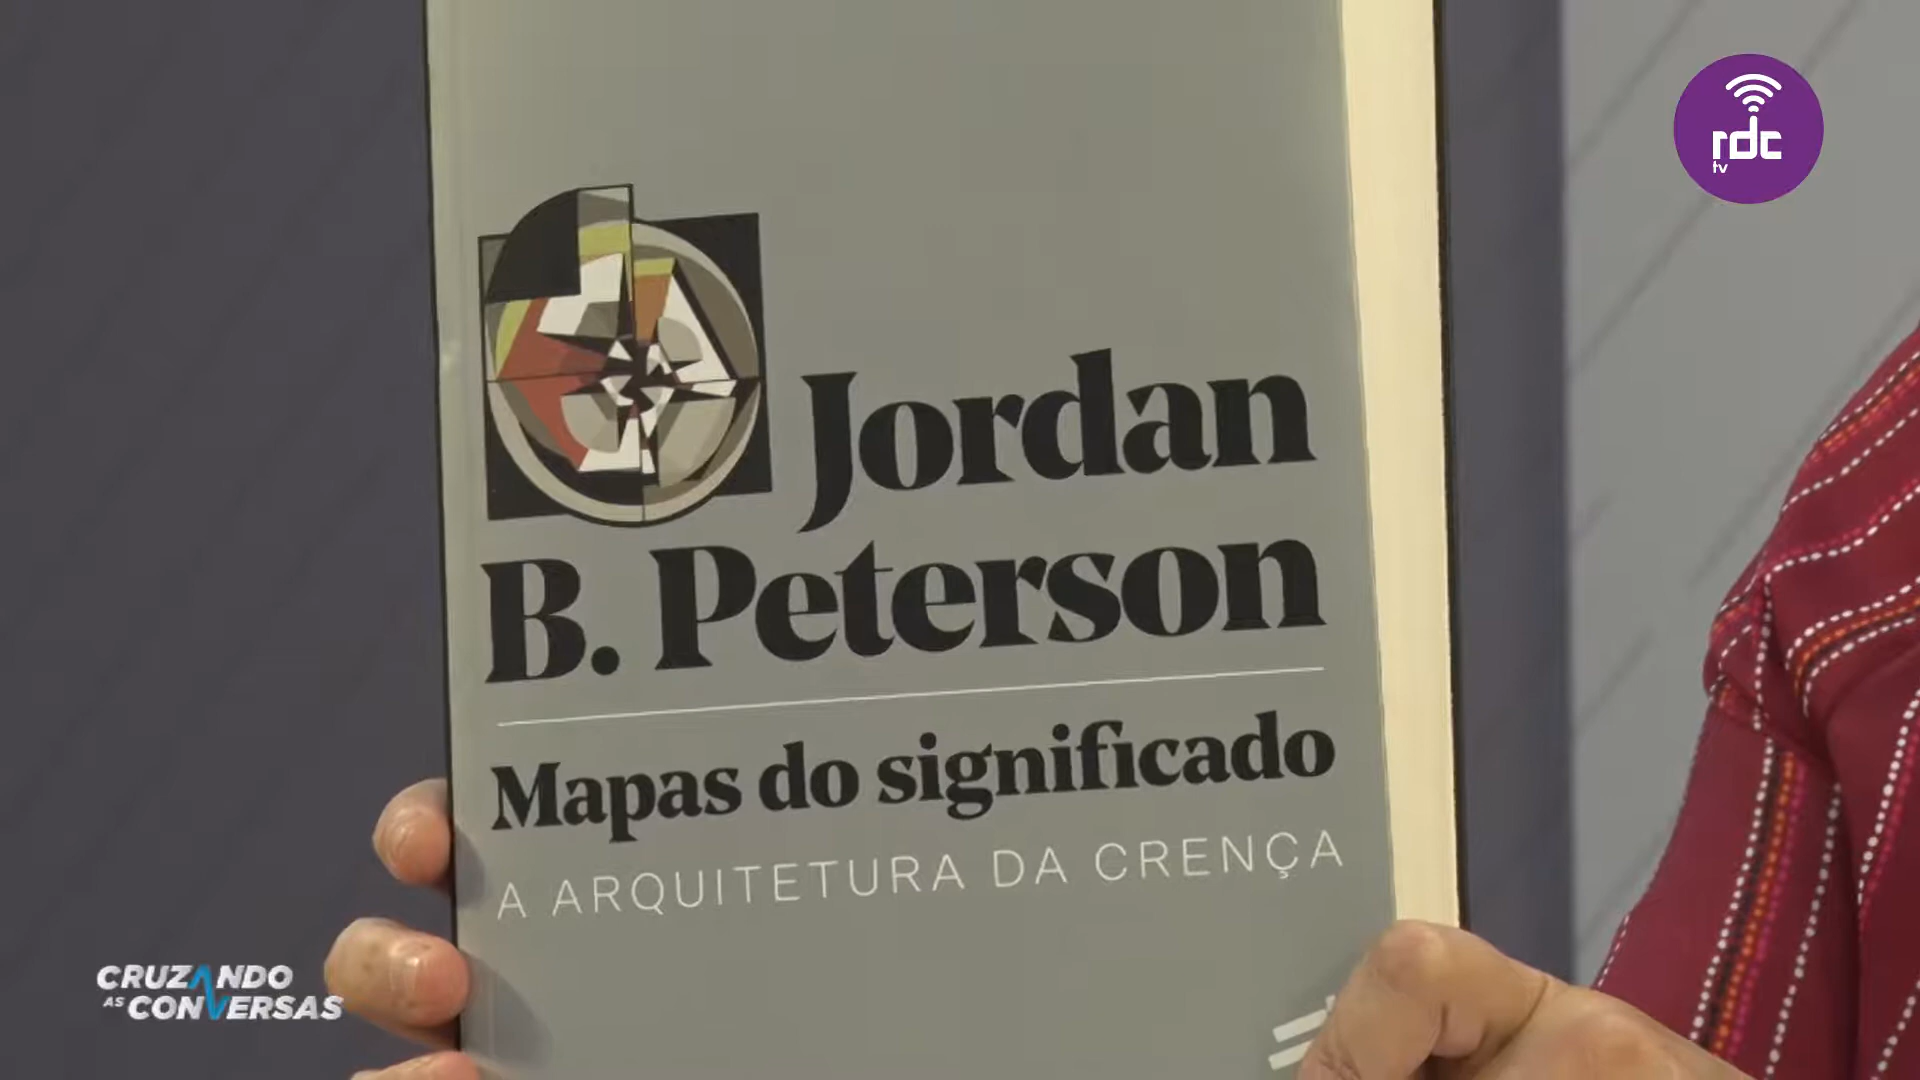 rdc
tv
Jordan
B. Peterson
Mapas do significado
A ARQUITETURA DA CRENÇA
CRUZANDO
AS CONVERSAS